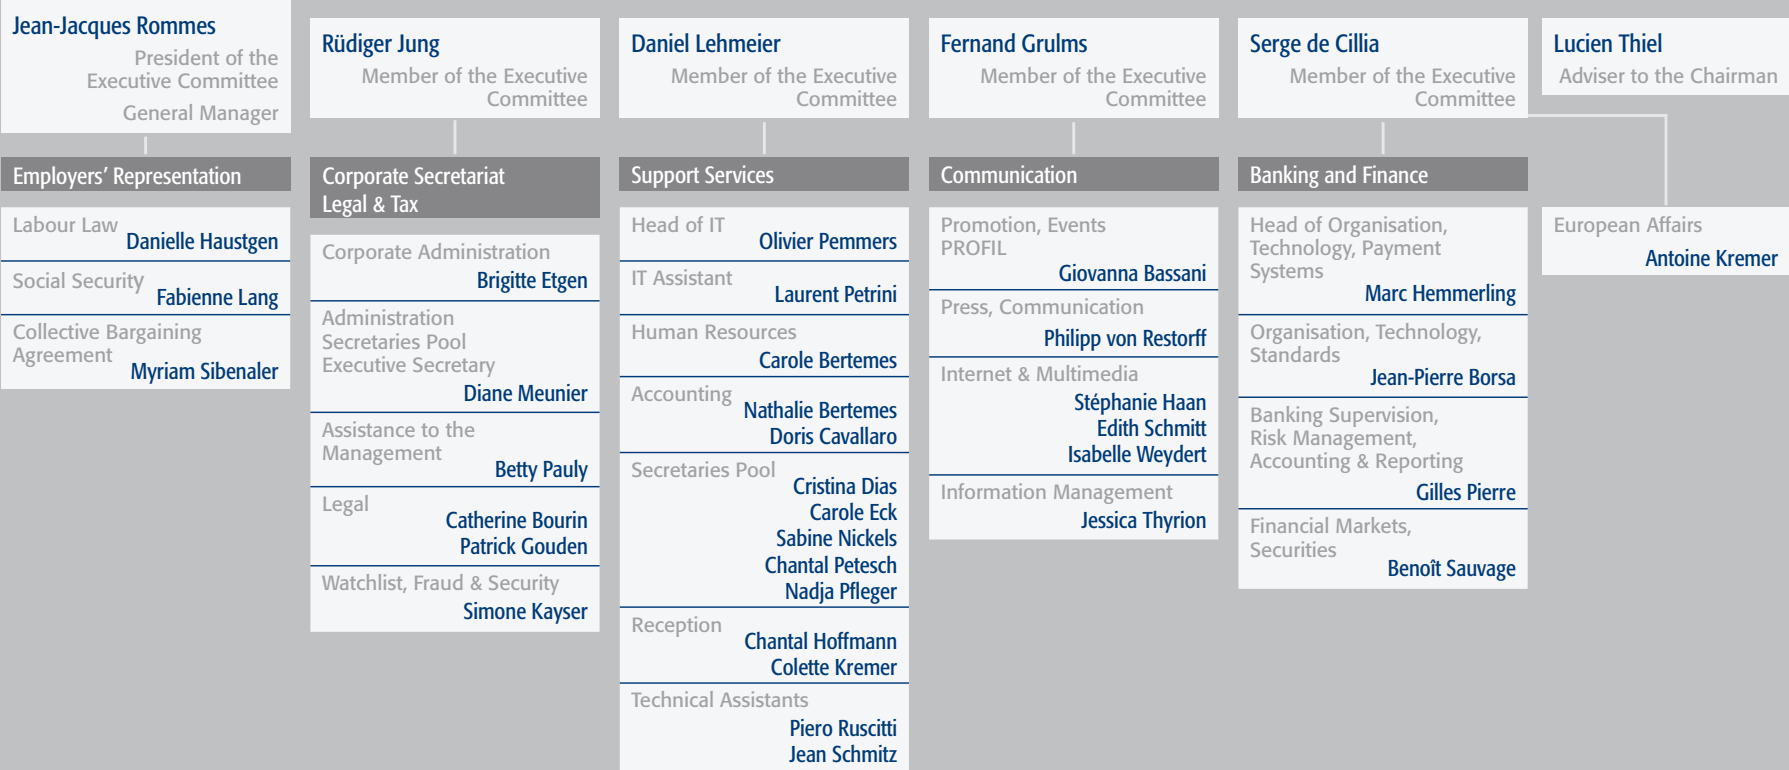 Jean-Jacques Rommes
President of the
Executive Committee
General Manager
Employers’ Representation
Labour Law
Danielle Haustgen
Social Security
Fabienne Lang
Collective Bargaining
Agreement
Myriam Sibenaler
Rüdiger Jung
Member of the Executive
Committee
Corporate Secretariat
Legal & Tax
Corporate Administration
Brigitte Etgen
Administration
Secretaries Pool
Executive Secretary
Diane Meunier
Assistance to the
Management
Betty Pauly
Legal
Catherine Bourin
Patrick Gouden
Watchlist, Fraud & Security
Simone Kayser
Daniel Lehmeier
Member of the Executive
Committee
Support Services
Head of IT
Olivier Pemmers
IT Assistant
Laurent Petrini
Human Resources
Carole Bertemes
Accounting
Nathalie Bertemes
Doris Cavallaro
Secretaries Pool
Cristina Dias
Carole Eck
Sabine Nickels
Chantal Petesch
Nadja Pfleger
Reception
Chantal Hoffmann
Colette Kremer
Technical Assistants
Piero Ruscitti
Jean Schmitz
Fernand Grulms
Member of the Executive
Committee
Communication
Promotion, Events
PROFIL
Giovanna Bassani
Press, Communication
Philipp von Restorff
Internet & Multimedia
Stéphanie Haan
Edith Schmitt
Isabelle Weydert
Information Management
Jessica Thyrion
Serge de Cillia
Member of the Executive
Committee
Banking and Finance
Head of Organisation,
Technology, Payment
Systems
Marc Hemmerling
Organisation, Technology,
Standards
Jean-Pierre Borsa
Banking Supervision,
Risk Management,
Accounting & Reporting
Gilles Pierre
Financial Markets,
Securities
Benoît Sauvage
Lucien Thiel
Adviser to the Chairman
European Affairs
Antoine Kremer